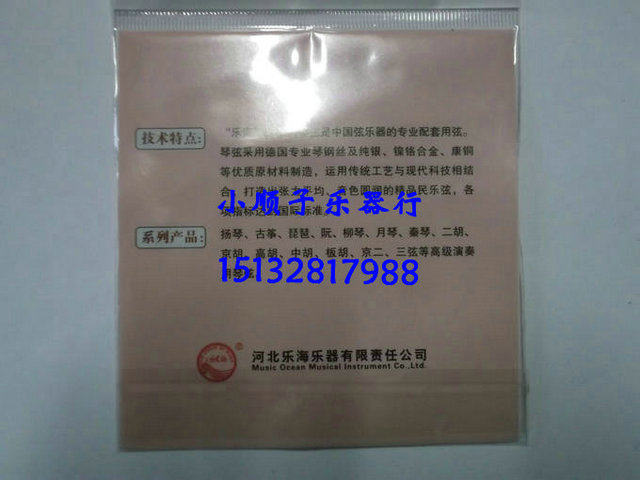 技术特点:
"乐 是中国弦乐器的专业配套用弦。
琴弦采用德国专业琴钢丝及纯银、镍铬合金、康铜
等优质原材料制造，运用传统工艺与现代科技相结
合，打造出张力平均、音色圆润的精品民乐弦，各
项指标达 国际标准。
小顺子乐器行
系列产品:
扬琴、古筝、琵琶、阮、柳琴、月琴、秦琴、二胡、
京胡、高胡、中胡、板胡、京二、三弦等高级演奏
用琴弦
15132817988
河北乐海乐器有限责任公司
Music Ocean Musical Instrument Co.,Ltd.